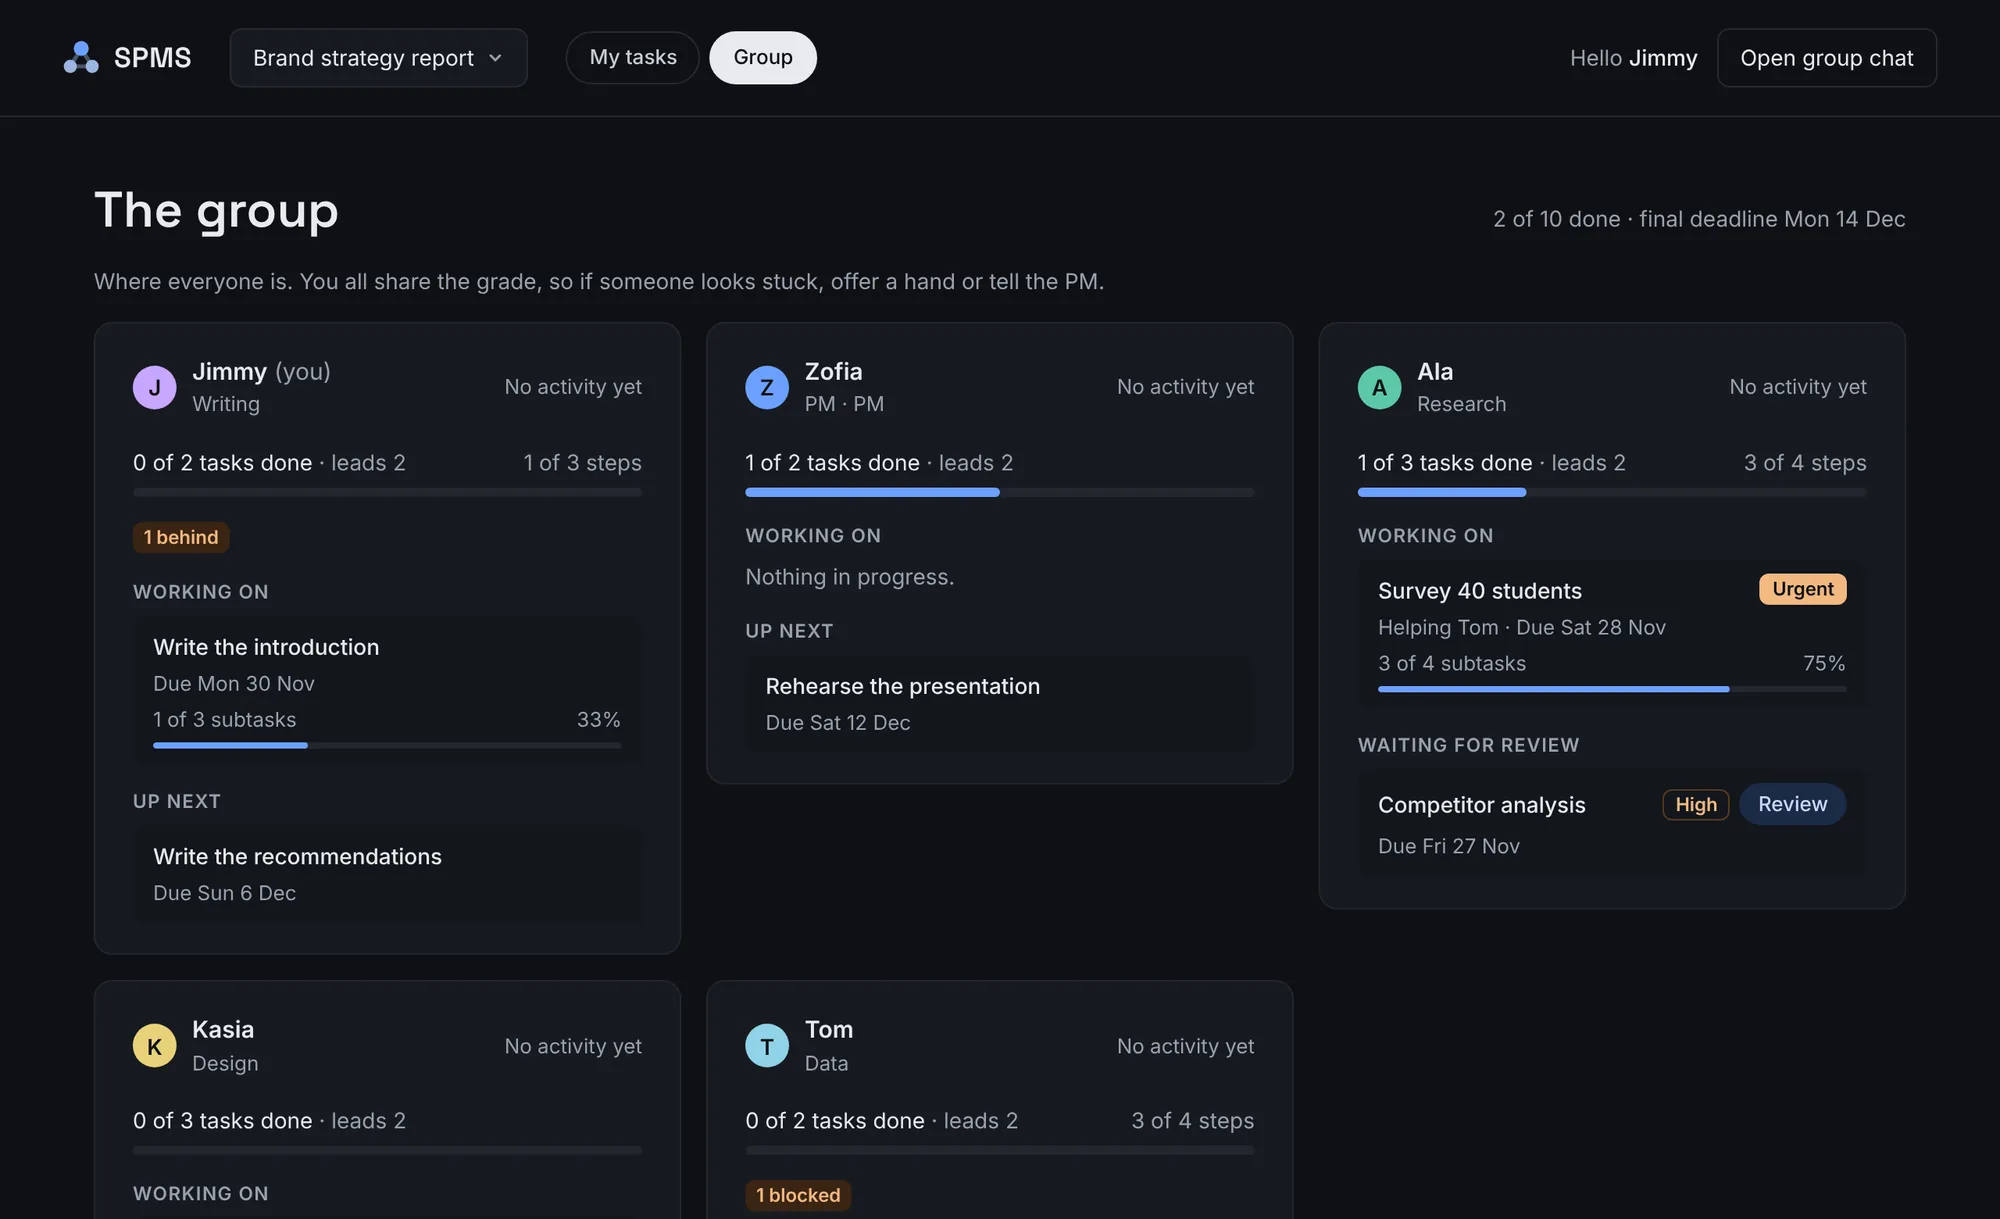 SPMS
Brand strategy report
My tasks
Group
Hello Jimmy
Open group chat
The group
2 of 10 done · final deadline Mon 14 Dec
Where everyone is. You all share the grade, so if someone looks stuck, offer a hand or tell the PM.
J
Jimmy (you)
Writing
No activity yet
0 of 2 tasks done · leads 2
1 of 3 steps
1 behind
WORKING ON
Write the introduction
Due Mon 30 Nov
1 of 3 subtasks
33%
UP NEXT
Write the recommendations
Due Sun 6 Dec
Z
Zofia
PM · PM
No activity yet
1 of 2 tasks done · leads 2
WORKING ON
Nothing in progress.
UP NEXT
Rehearse the presentation
Due Sat 12 Dec
A
Ala
Research
No activity yet
1 of 3 tasks done · leads 2
3 of 4 steps
WORKING ON
Survey 40 students
Urgent
Helping Tom · Due Sat 28 Nov
3 of 4 subtasks
75%
WAITING FOR REVIEW
Competitor analysis
High
Review
Due Fri 27 Nov
K
Kasia
Design
No activity yet
0 of 3 tasks done · leads 2
WORKING ON
T
Tom
Data
No activity yet
0 of 2 tasks done · leads 2
3 of 4 steps
1 blocked